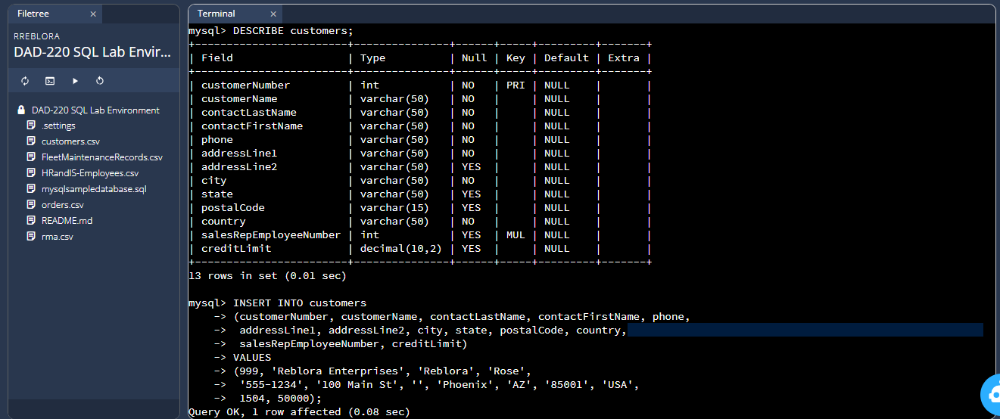 Filetree
RREBLORA
DAD-220 SQL Lab Envir...
DAD-220 SQL Lab Environment
.settings
customers.csv
FleetMaintenanceRecords.csv
HRandIS-Employees.csv
mysqlsampledatabase.sql
orders.csv
README.md
rma.csv
Terminal
mysql> DESCRIBE customers;
+------------------------+---------------+------+-----+---------+-------+
| Field                  | Type          | Null | Key | Default | Extra |
+------------------------+---------------+------+-----+---------+-------+
| customerNumber         | int           | NO   | PRI | NULL    |       |
| customerName           | varchar(50)   | NO   |     | NULL    |       |
| contactLastName        | varchar(50)   | NO   |     | NULL    |       |
| contactFirstName       | varchar(50)   | NO   |     | NULL    |       |
| phone                  | varchar(50)   | NO   |     | NULL    |       |
| addressLine1           | varchar(50)   | NO   |     | NULL    |       |
| addressLine2           | varchar(50)   | YES  |     | NULL    |       |
| city                   | varchar(50)   | NO   |     | NULL    |       |
| state                  | varchar(50)   | YES  |     | NULL    |       |
| postalCode             | varchar(15)   | YES  |     | NULL    |       |
| country                | varchar(50)   | NO   |     | NULL    |       |
| salesRepEmployeeNumber | int           | YES  | MUL | NULL    |       |
| creditLimit            | decimal(10,2) | YES  |     | NULL    |       |
+------------------------+---------------+------+-----+---------+-------+
13 rows in set (0.01 sec)
mysql> INSERT INTO customers
    -> (customerNumber, customerName, contactLastName, contactFirstName, phone,
    ->  addressLine1, addressLine2, city, state, postalCode, country,
    ->  salesRepEmployeeNumber, creditLimit)
    -> VALUES
    -> (999, 'Reblora Enterprises', 'Reblora', 'Rose',
    ->  '555-1234', '100 Main St', '', 'Phoenix', 'AZ', '85001', 'USA',
    ->  1504, 50000);
Query OK, 1 row affected (0.08 sec)